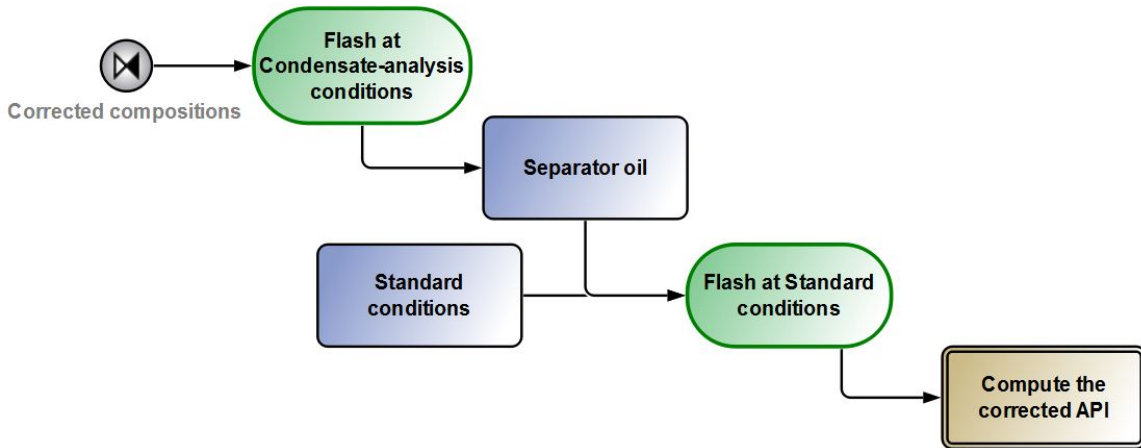 Flash at
Condensate-analysis
conditions
Corrected compositions
Separator oil
Standard
conditions
Flash at Standard
conditions
Compute the
corrected API